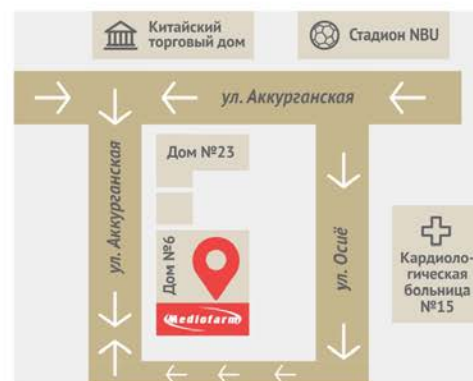 Китайский
торговый дом
Стадион NBU
ул. Аккурганская
ул. Аккурганская
Дом №23
Дом №6
Mediofarm
ул. Осиё
Кардиоло-
гическая
больница
№15